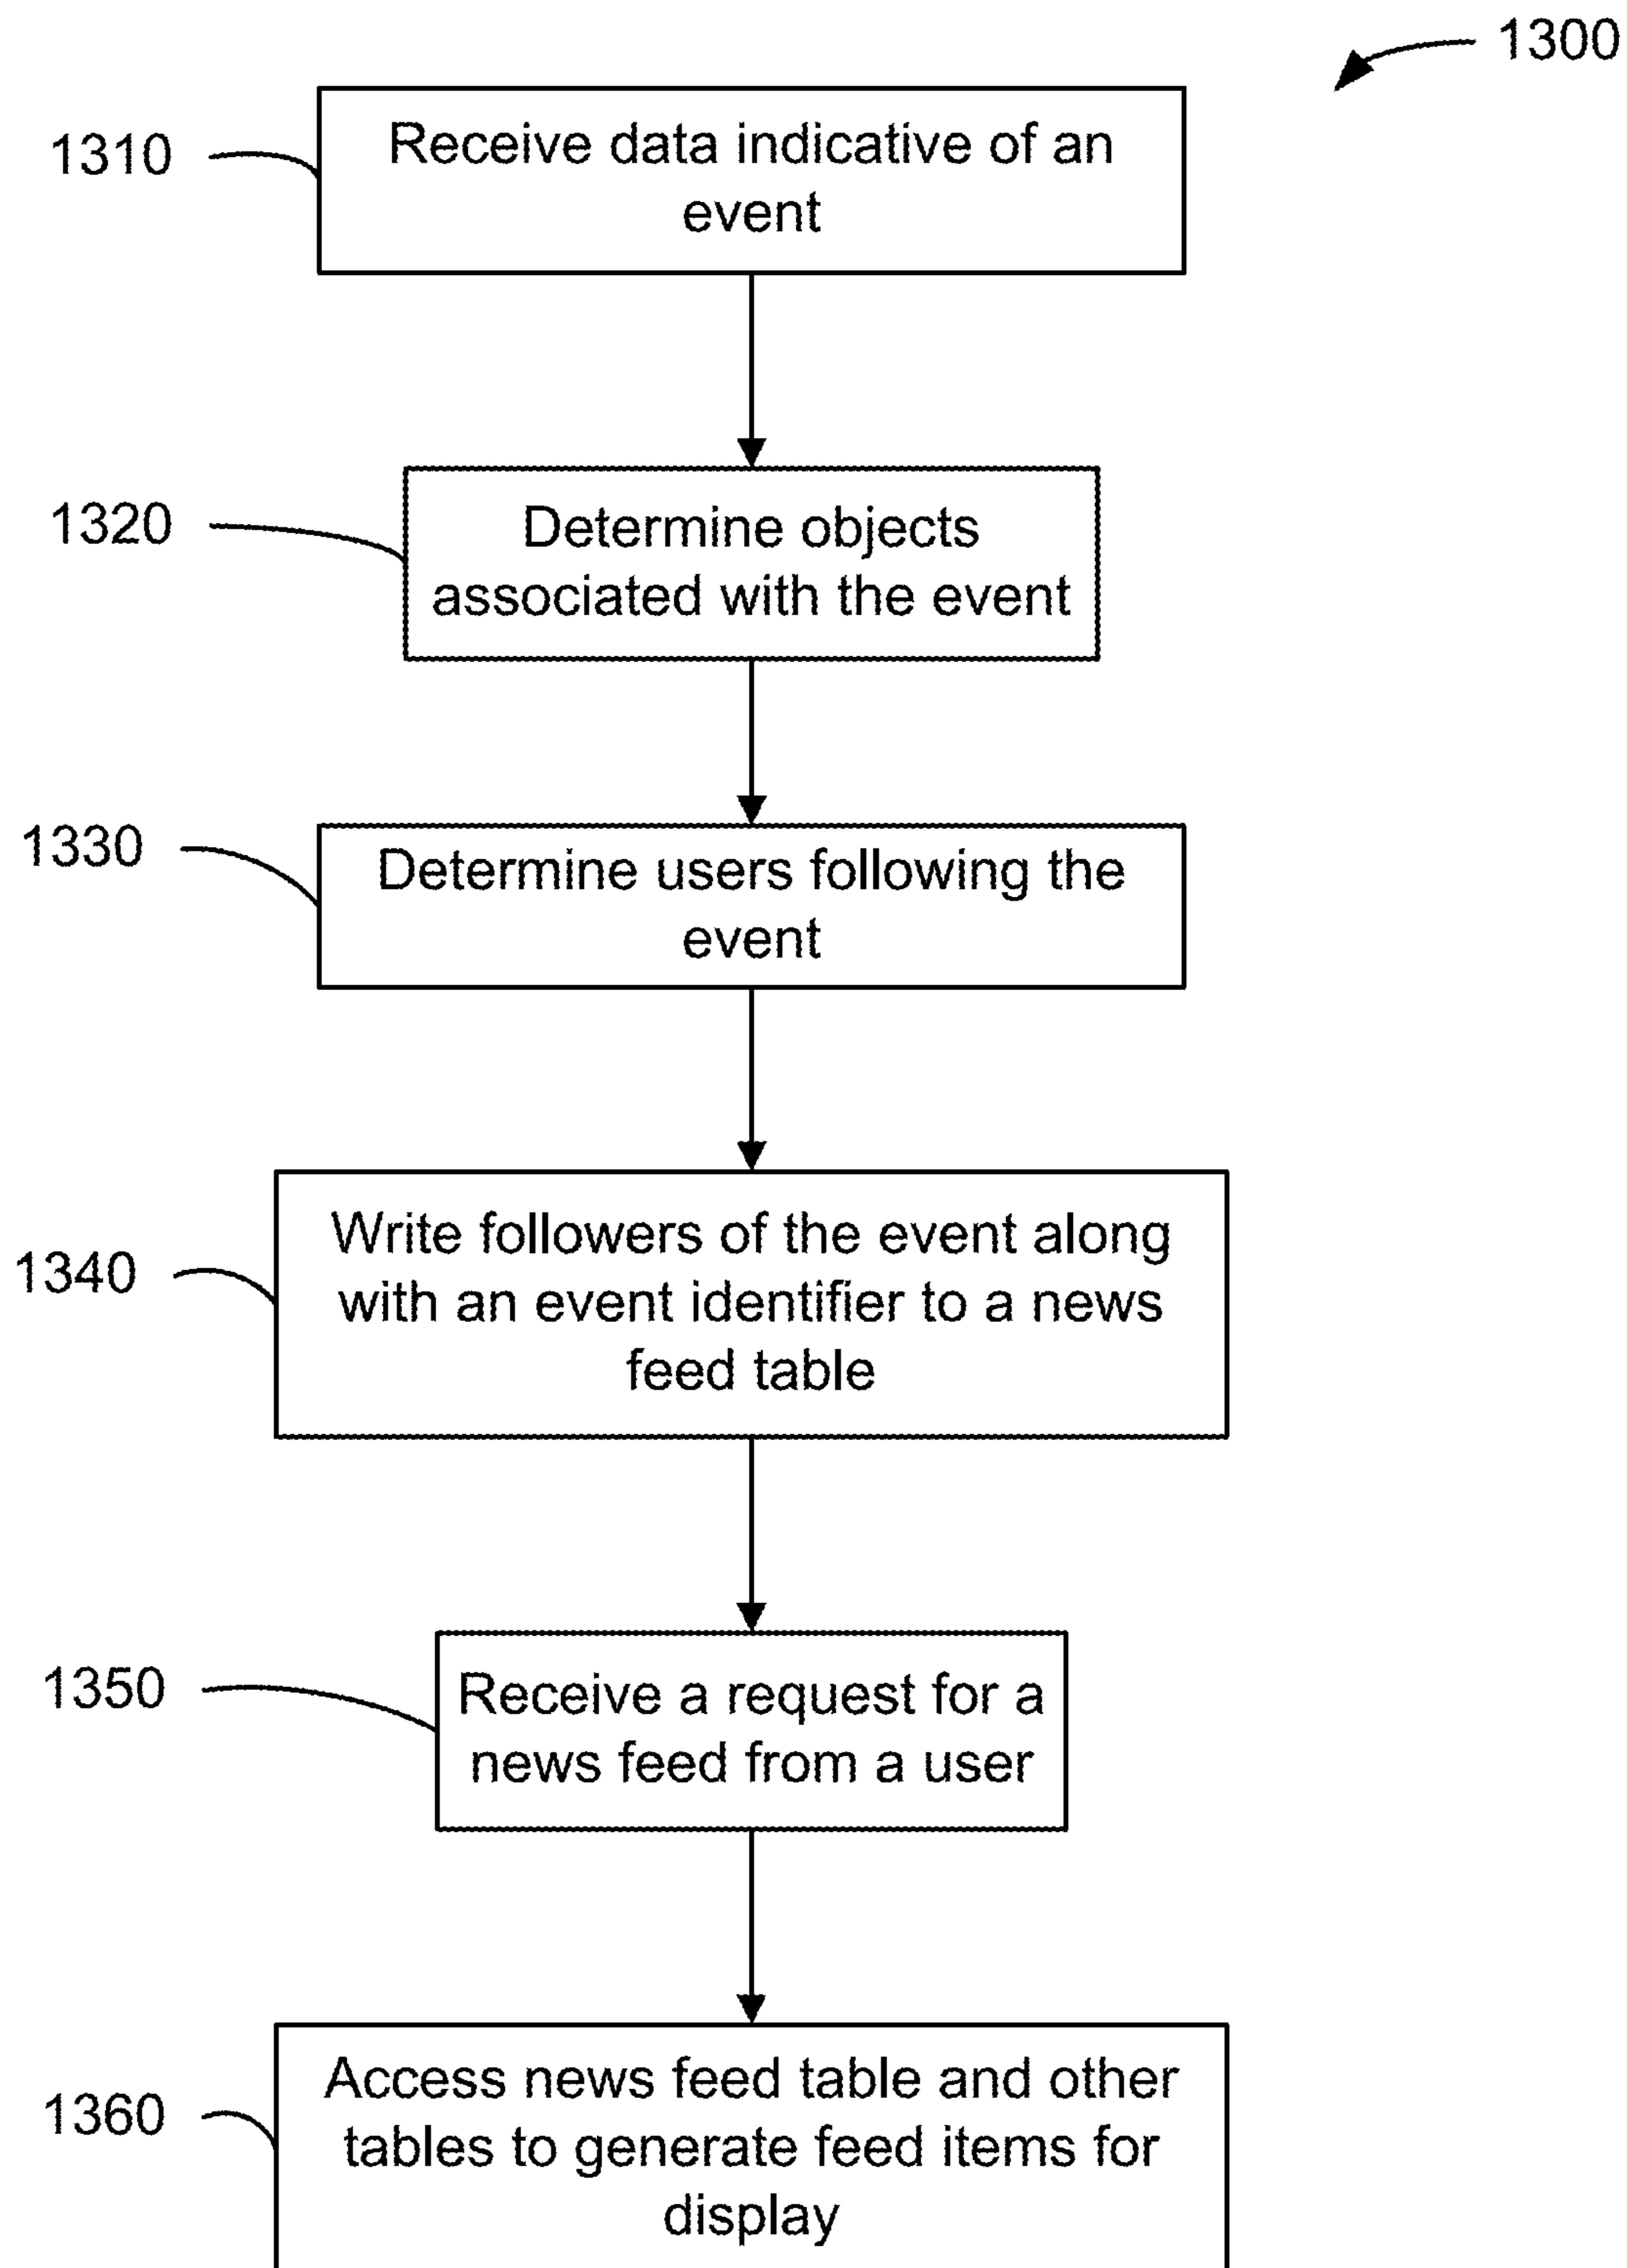 1300
1310
Receive data indicative of an
event
1320
Determine objects
associated with the event
1330
Determine users following the
event
1340
Write followers of the event along
with an event identifier to a news
feed table
1350
Receive a request for a
news feed from a user
1360
Access news feed table and other
tables to generate feed items for
display